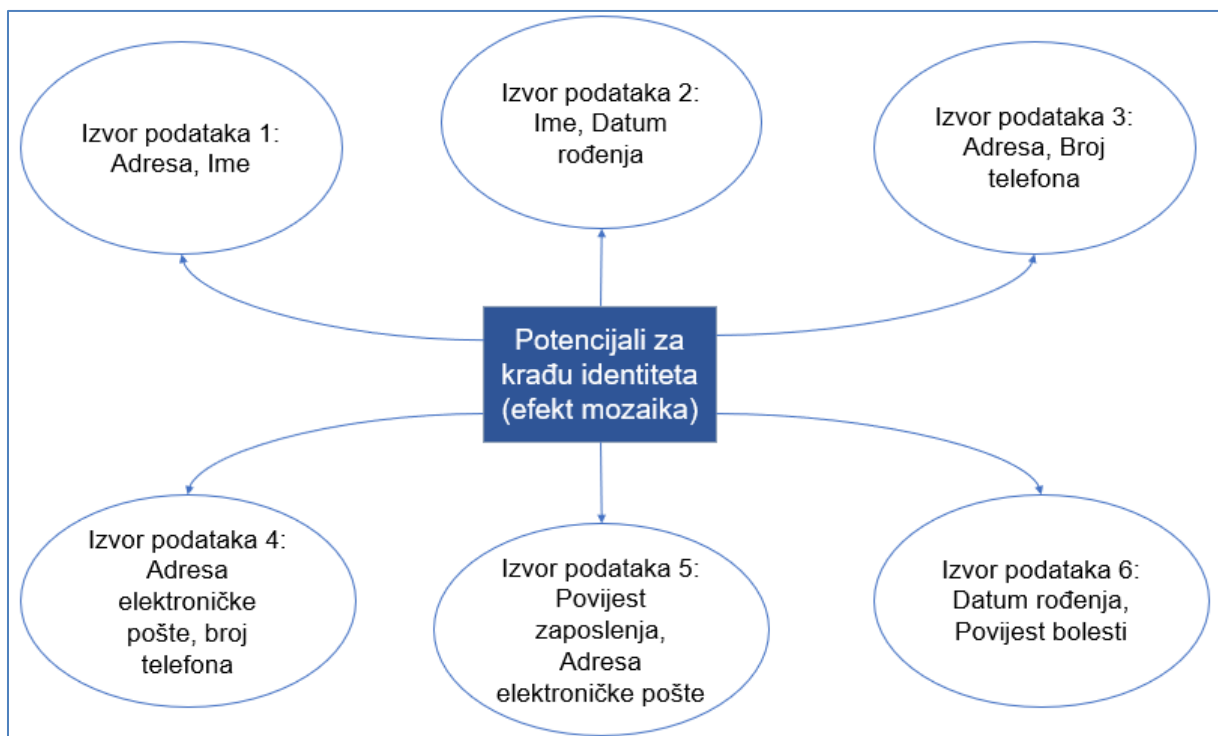 Izvor podataka 1:
Adresa, Ime
Izvor podataka 2:
Ime, Datum
rođenja
Izvor podataka 3:
Adresa, Broj
telefona
Potencijali za
krađu identiteta
(efekt mozaika)
Izvor podataka 4:
Adresa
elektroničke
pošte, broj
telefona
Izvor podataka 5:
Povijest
zaposlenja,
Adresa
elektroničke pošte
Izvor podataka 6:
Datum rođenja,
Povijest bolesti